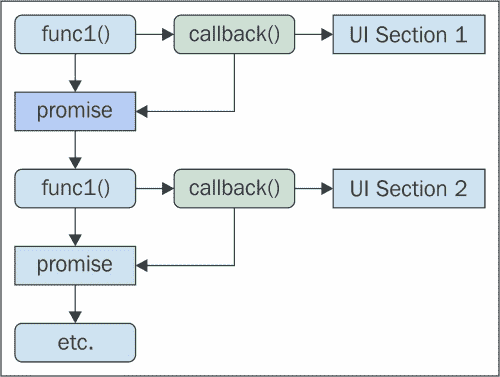 func1() callback() UI Section 1
promise
func1() callback() UI Section 2
promise
etc.